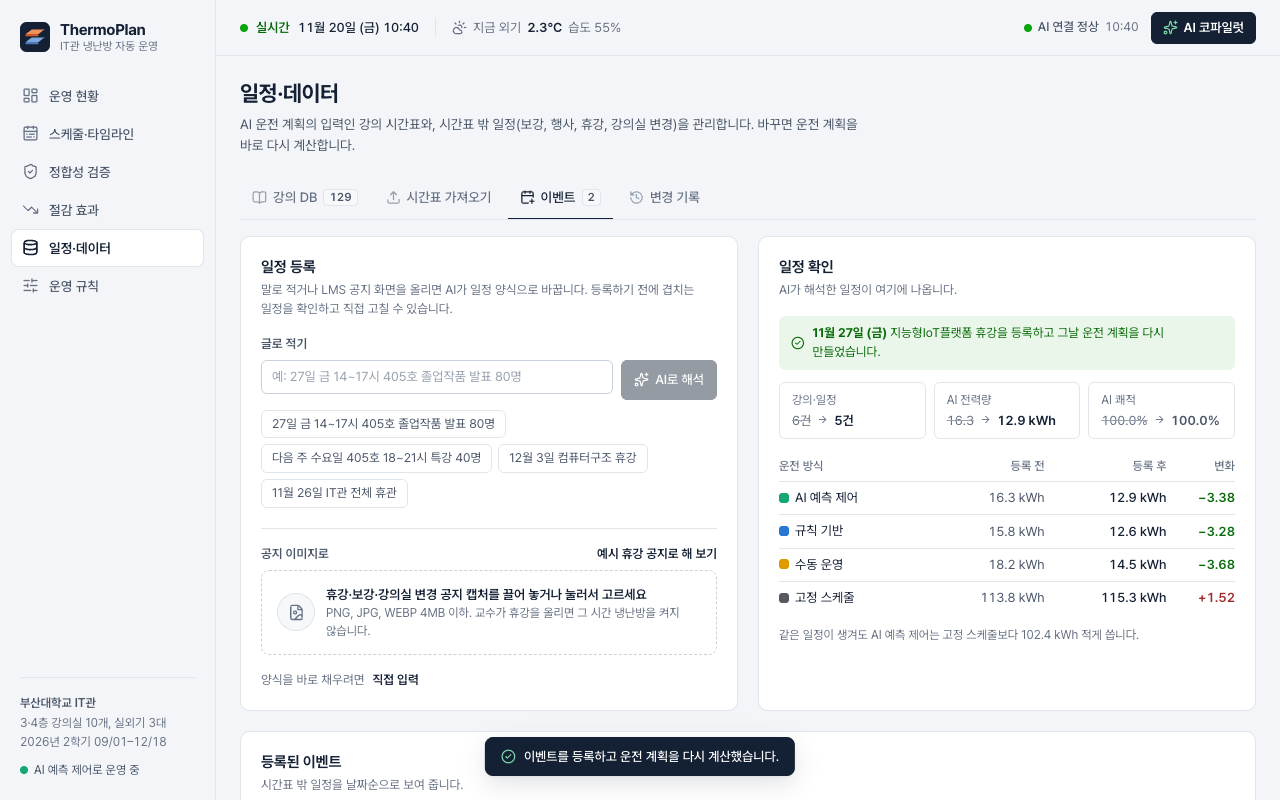 ThermoPlan
IT관 냉난방 자동 운영
운영 현황
스케줄·타임라인
정합성 검증
절감 효과
일정·데이터
운영 규칙
부산대학교 IT관
3·4층 강의실 10개, 실외기 3대
2026년 2학기 09/01–12/18
AI 예측 제어로 운영 중
실시간 11월 20일 (금) 10:40 지금 외기 2.3°C 습도 55%
AI 연결 정상 10:40 AI 코파일럿
일정·데이터
AI 운전 계획의 입력인 강의 시간표와, 시간표 밖 일정(보강, 행사, 휴강, 강의실 변경)을 관리합니다. 바꾸면 운전 계획을
바로 다시 계산합니다.
강의 DB 129 시간표 가져오기 이벤트 2 변경 기록
일정 등록
말로 적거나 LMS 공지 화면을 올리면 AI가 일정 양식으로 바꿉니다. 등록하기 전에 겹치는
일정을 확인하고 직접 고칠 수 있습니다.
글로 적기
예: 27일 금 14~17시 405호 졸업작품 발표 80명
AI로 해석
27일 금 14~17시 405호 졸업작품 발표 80명
다음 주 수요일 405호 18~21시 특강 40명 12월 3일 컴퓨터구조 휴강
11월 26일 IT관 전체 휴관
공지 이미지로 예시 휴강 공지로 해 보기
휴강·보강·강의실 변경 공지 캡처를 끌어 놓거나 눌러서 고르세요
PNG, JPG, WEBP 4MB 이하. 교수가 휴강을 올리면 그 시간 냉난방을 켜지
않습니다.
양식을 바로 채우려면 직접 입력
일정 확인
AI가 해석한 일정이 여기에 나옵니다.
11월 27일 (금) 지능형IoT플랫폼 휴강을 등록하고 그날 운전 계획을 다시
만들었습니다.
강의·일정
6건 → 5건
AI 전력량
16.3 → 12.9 kWh
AI 쾌적
100.0% → 100.0%
운전 방식 등록 전 등록 후 변화
AI 예측 제어 16.3 kWh 12.9 kWh −3.38
규칙 기반 15.8 kWh 12.6 kWh −3.28
수동 운영 18.2 kWh 14.5 kWh −3.68
고정 스케줄 113.8 kWh 115.3 kWh +1.52
같은 일정이 생겨도 AI 예측 제어는 고정 스케줄보다 102.4 kWh 적게 씁니다.
등록된 이벤트
시간표 밖 일정을 날짜순으로 보여 줍니다.
이벤트를 등록하고 운전 계획을 다시 계산했습니다.